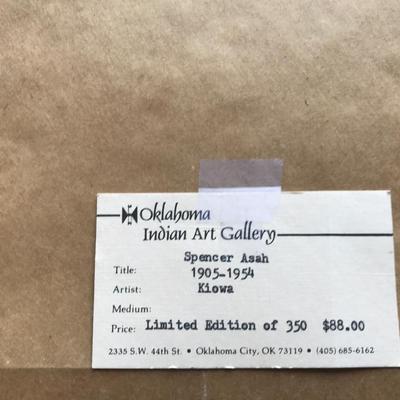 Oklahoma
Indian Art Gallery
Spencer Asah
Title: 1905-1954
Artist: Kiowa
Medium:
Price: Limited Edition of 350 $88.00
2335 S.W. 44th St. • Oklahoma City, OK 73119 • (405) 685-6162